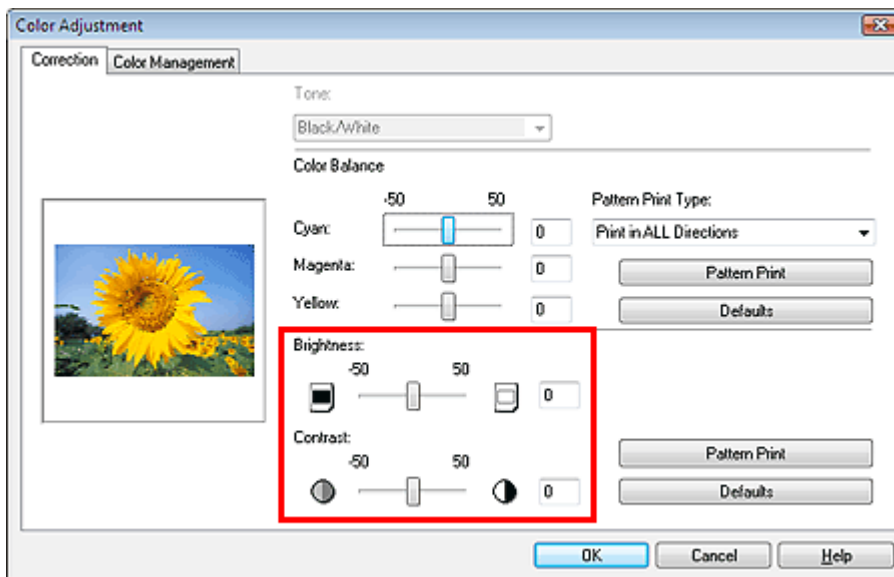 Color Adjustment
Correction
Color Management
Tone:
Black/White
Color Balance
-50 50
Pattern Print Type:
Cyan: 0
Print in ALL Directions
Magenta: 0
Pattern Print
Yellow: 0
Defaults
Brightness:
-50 50
0
Contrast:
-50 50
Pattern Print
0
Defaults
OK
Cancel
Help